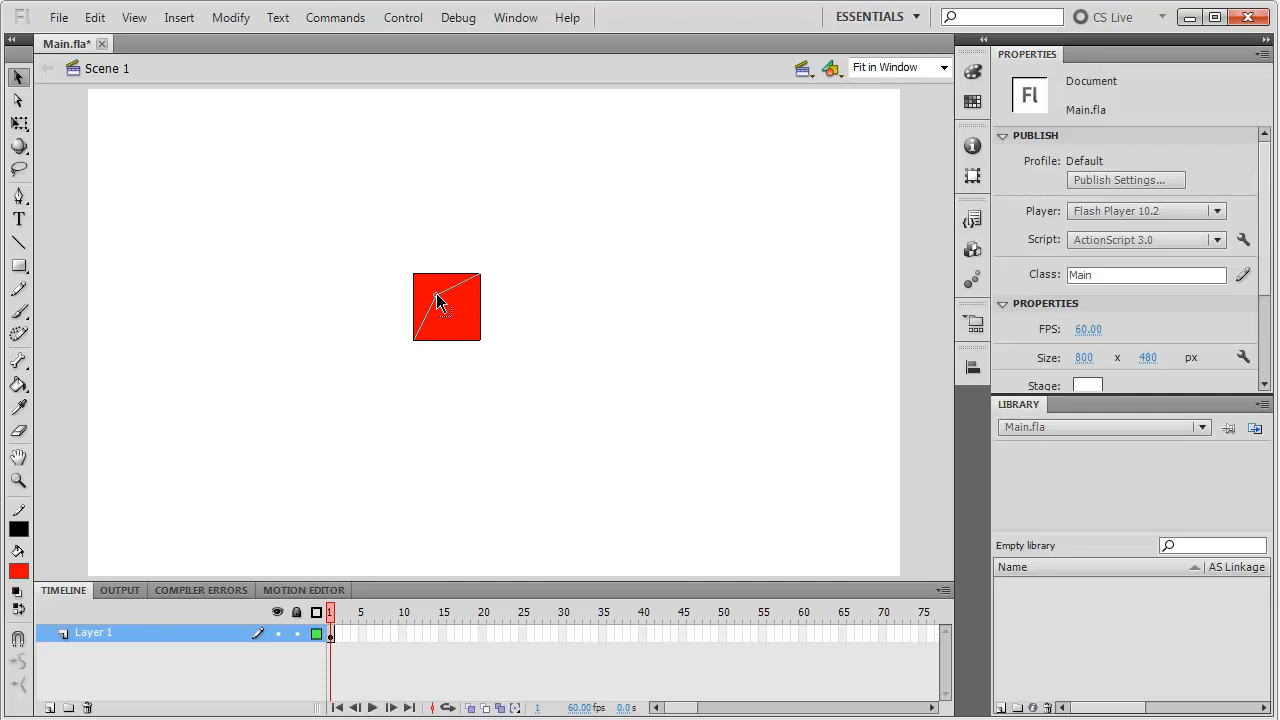 Fl File Edit View Insert Modify Text Commands Control Debug Window Help ESSENTIALS CS Live
Main.fla*
Scene 1 Fit in Window
T
PROPERTIES
Fl Document
Main.fla
PUBLISH
Profile: Default
Publish Settings...
Player: Flash Player 10.2
Script: ActionScript 3.0
Class: Main
PROPERTIES
FPS: 60.00
Size: 800 x 480 px
Stage:
LIBRARY
Main.fla
Empty library
Name AS Linkage
TIMELINE OUTPUT COMPILER ERRORS MOTION EDITOR
1 5 10 15 20 25 30 35 40 45 50 55 60 65 70 75
Layer 1
1 60.00 fps 0.0 s